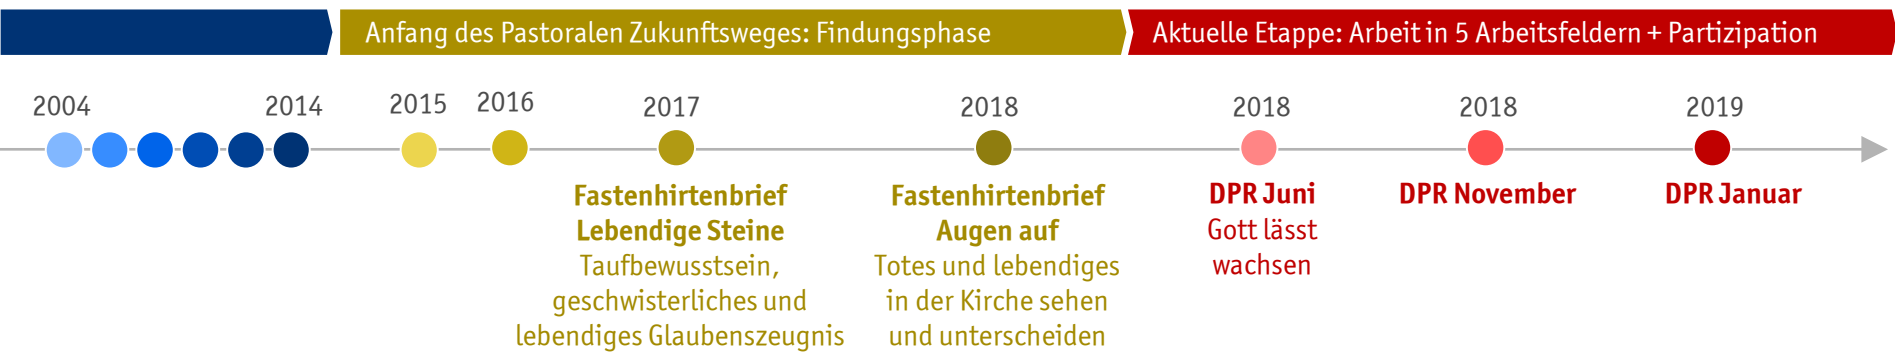 Anfang des Pastoralen Zukunftsweges: Findungsphase
Aktuelle Etappe: Arbeit in 5 Arbeitsfeldern + Partizipation
2004
2014
2015
2016
2017
2018
2018
2018
2019
Fastenhirtenbrief
Lebendige Steine
Taufbewusstsein,
geschwisterliches und
lebendiges Glaubenszeugnis
Fastenhirtenbrief
Augen auf
Totes und lebendiges
in der Kirche sehen
und unterscheiden
DPR Juni
Gott lässt
wachsen
DPR November
DPR Januar